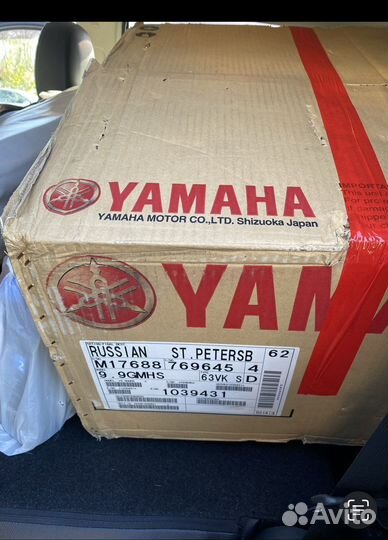 YAMAHA
YAMAHA MOTOR CO.,LTD. Shizuoka Japan
IMPORTA
YAMA
RUSSIAN ST.PETERSB 62
M17688 769645 4
9.9GMHS 63VK S D
1039431
Avito